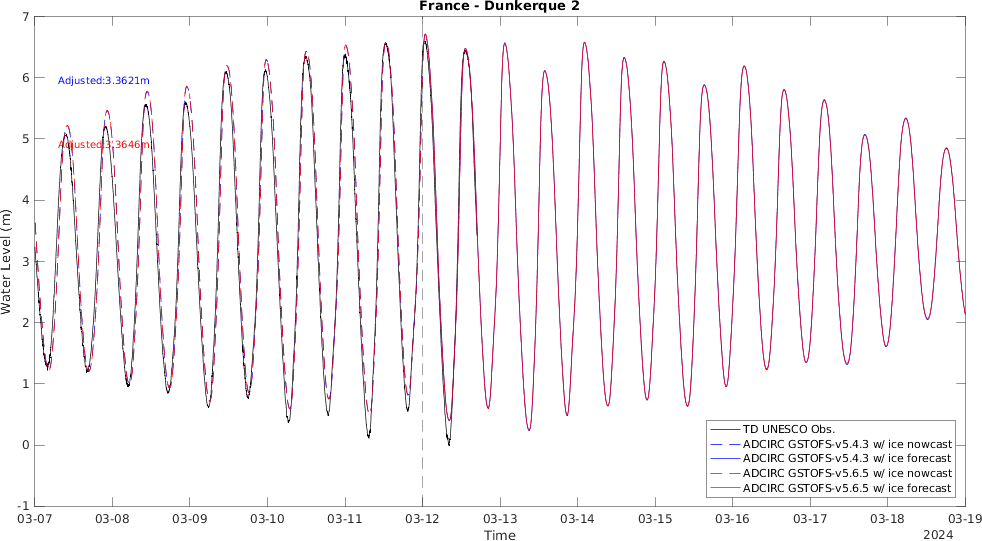 France - Dunkerque 2
7
6
5
4
3
2
1
0
-1
Water Level (m)
Adjusted:3.3621m
Adjusted:3.3646m
TD UNESCO Obs.
ADCIRC GSTOFS-v5.4.3 w/ ice nowcast
ADCIRC GSTOFS-v5.4.3 w/ ice forecast
ADCIRC GSTOFS-v5.6.5 w/ ice nowcast
ADCIRC GSTOFS-v5.6.5 w/ ice forecast
03-07 03-08 03-09 03-10 03-11 03-12 03-13 03-14 03-15 03-16 03-17 03-18 03-19
Time
2024